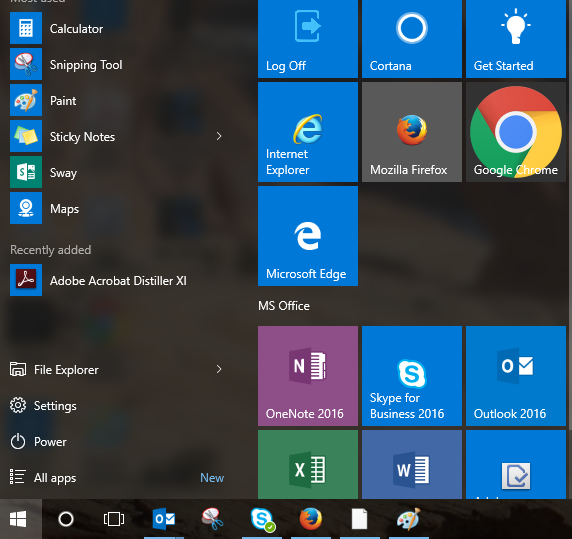 Most used
Calculator
Snipping Tool
Paint
Sticky Notes
Sway
Maps
Recently added
Adobe Acrobat Distiller XI
File Explorer
Settings
Power
All apps
New
Log Off
Cortana
Get Started
Internet
Explorer
Mozilla Firefox
Google Chrome
Microsoft Edge
MS Office
OneNote 2016
Skype for
Business 2016
Outlook 2016